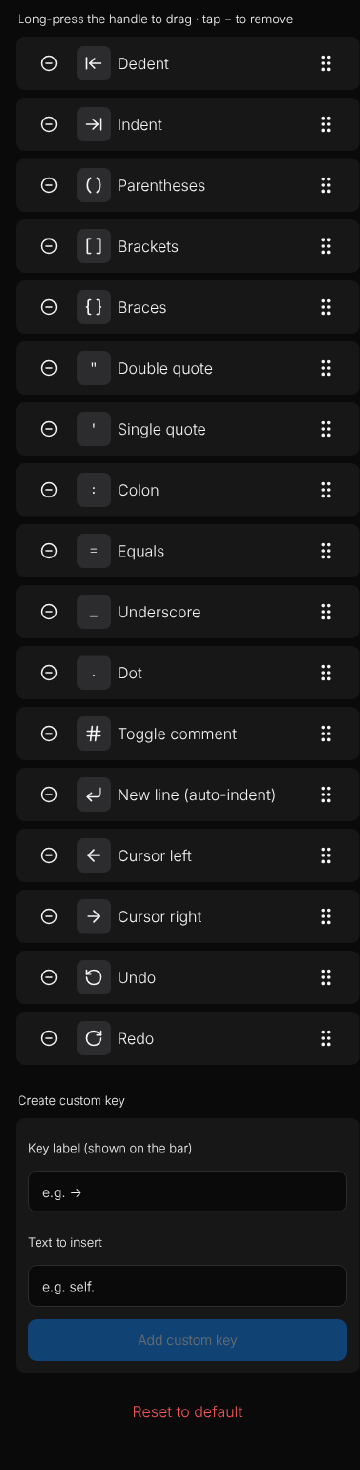 Long-press the handle to drag · tap − to remove
Dedent
Indent
( ) Parentheses
[ ] Brackets
{ } Braces
" Double quote
' Single quote
: Colon
= Equals
_ Underscore
. Dot
# Toggle comment
New line (auto-indent)
Cursor left
Cursor right
Undo
Redo
Create custom key
Key label (shown on the bar)
e.g. →
Text to insert
e.g. self.
Add custom key
Reset to default